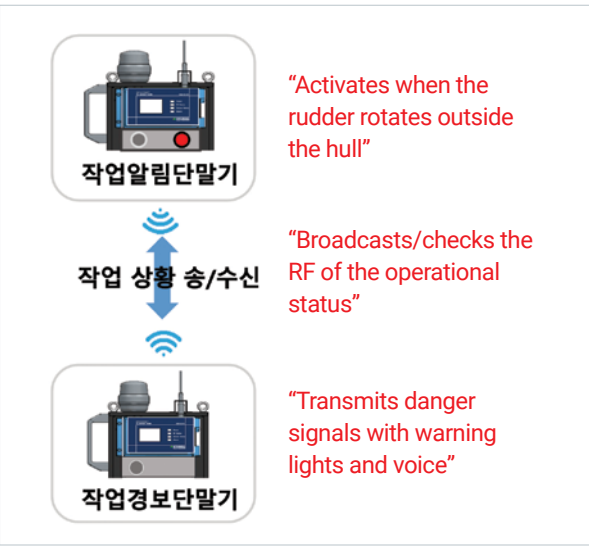 “Activates when the
rudder rotates outside
the hull”
작업알림단말기
“Broadcasts/checks the
RF of the operational
status”
작업 상황 송/수신
“Transmits danger
signals with warning
lights and voice”
작업경보단말기